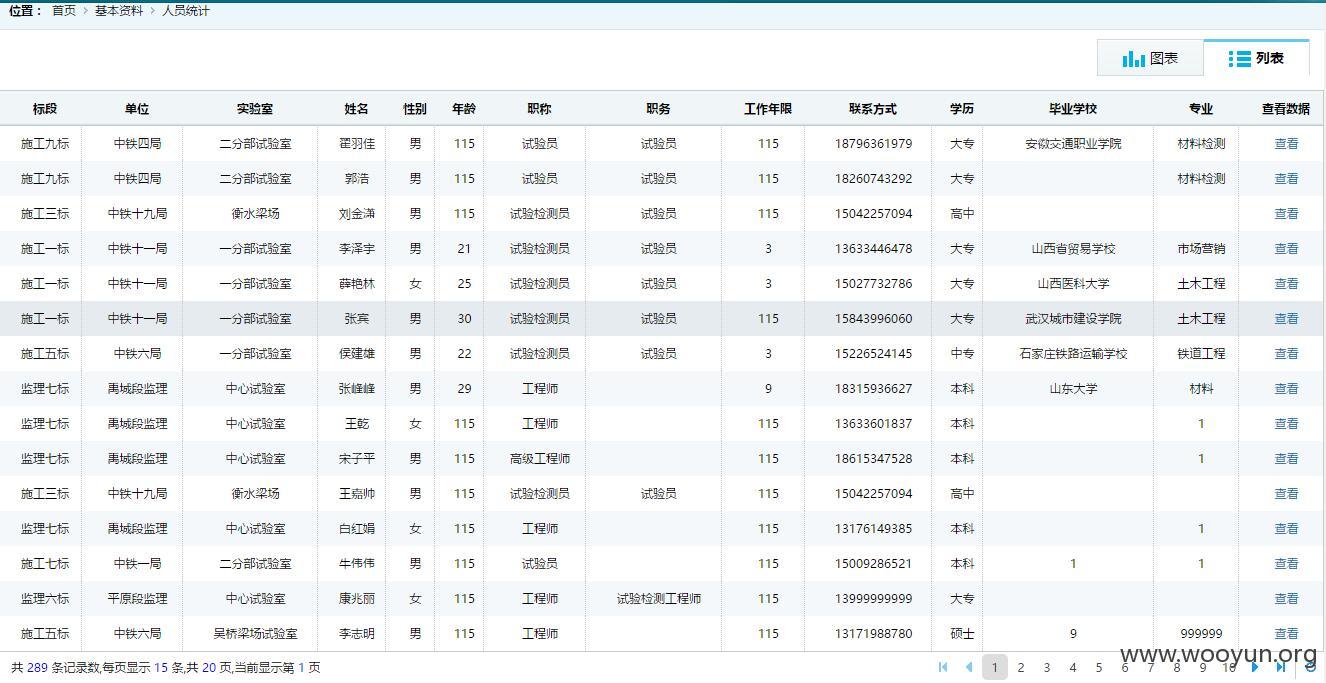 位置： 首页 > 基本资料 > 人员统计
图表 列表
标段 单位 实验室 姓名 性别 年龄 职称 职务 工作年限 联系方式 学历 毕业学校 专业 查看数据
施工九标 中铁四局 二分部试验室 翟羽佳 男 115 试验员 试验员 115 18796361979 大专 安徽交通职业学院 材料检测 查看
施工九标 中铁四局 二分部试验室 郭浩 男 115 试验员 试验员 115 18260743292 大专 材料检测 查看
施工三标 中铁十九局 衡水梁场 刘金潇 男 115 试验检测员 试验员 115 15042257094 高中 查看
施工一标 中铁十一局 一分部试验室 李泽宇 男 21 试验检测员 试验员 3 13633446478 大专 山西省贸易学校 市场营销 查看
施工一标 中铁十一局 一分部试验室 薛艳林 女 25 试验检测员 试验员 3 15027732786 大专 山西医科大学 土木工程 查看
施工一标 中铁十一局 一分部试验室 张宾 男 30 试验检测员 试验员 115 15843996060 大专 武汉城市建设学院 土木工程 查看
施工五标 中铁六局 一分部试验室 侯建雄 男 22 试验检测员 试验员 3 15226524145 中专 石家庄铁路运输学校 铁道工程 查看
监理七标 禹城段监理 中心试验室 张峰峰 男 29 工程师 9 18315936627 本科 山东大学 材料 查看
监理七标 禹城段监理 中心试验室 王乾 女 115 工程师 115 13633601837 本科 1 查看
监理七标 禹城段监理 中心试验室 宋子平 男 115 高级工程师 115 18615347528 本科 1 查看
施工三标 中铁十九局 衡水梁场 王嘉帅 男 115 试验检测员 试验员 115 15042257094 高中 查看
监理七标 禹城段监理 中心试验室 白红娟 女 115 工程师 115 13176149385 本科 1 查看
施工七标 中铁一局 二分部试验室 牛伟伟 男 115 试验员 115 15009286521 本科 1 1 查看
监理六标 平原段监理 中心试验室 康兆丽 女 115 工程师 试验检测工程师 115 13999999999 大专 查看
施工五标 中铁六局 吴桥梁场试验室 李志明 男 115 工程师 115 13171988780 硕士 9 999999 查看
共 289 条记录数,每页显示 15 条,共 20 页,当前显示第 1 页 1 2 3 4 5 6 7 8 9 10
www.wooyun.org